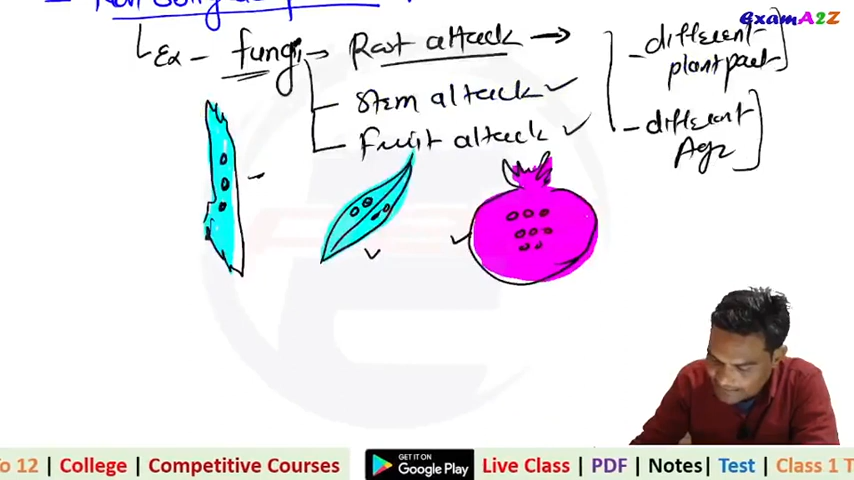 ExamA2Z
Ex - fungi → Root attack →
Stem attack ✓
Fruit attack ✓
- different
plant part
- different
Age
To 12 | College | Competitive Courses
GET IT ON
Google Play
Live Class | PDF | Notes| Test | Class 1 T